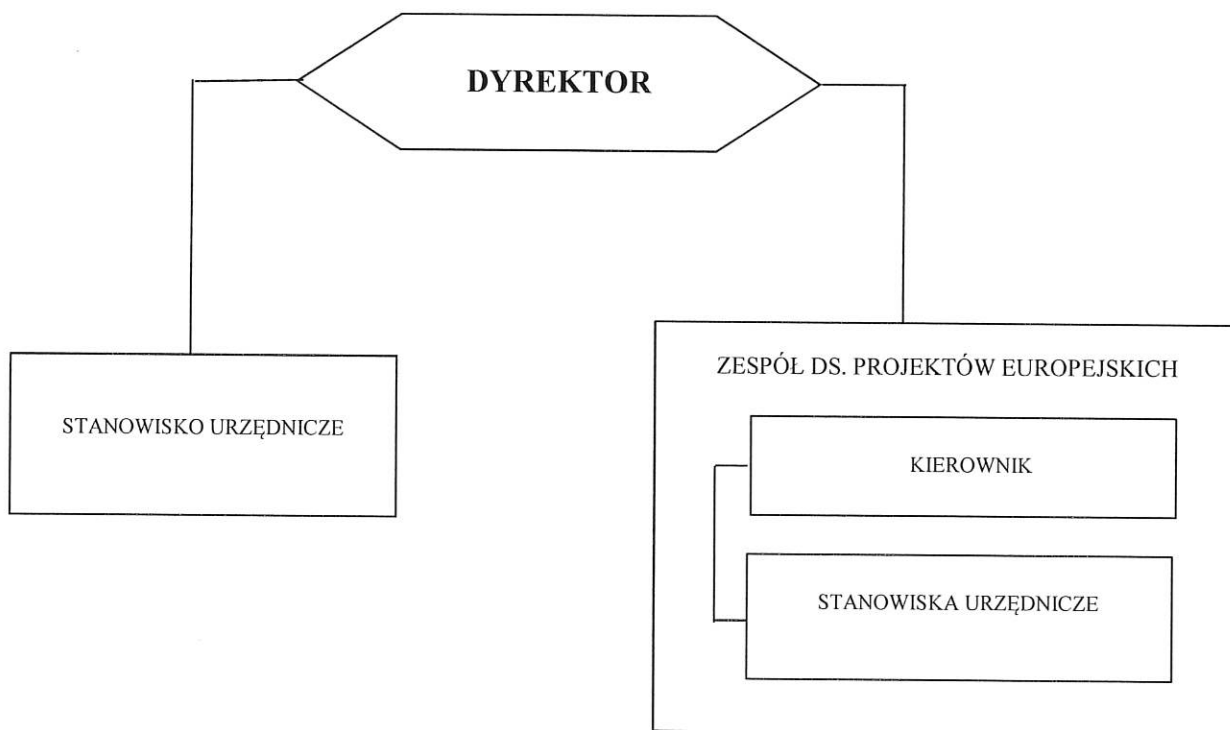 DYREKTOR
STANOWISKO URZĘDNICZE
ZESPÓŁ DS. PROJEKTÓW EUROPEJSKICH
KIEROWNIK
STANOWISKA URZĘDNICZE